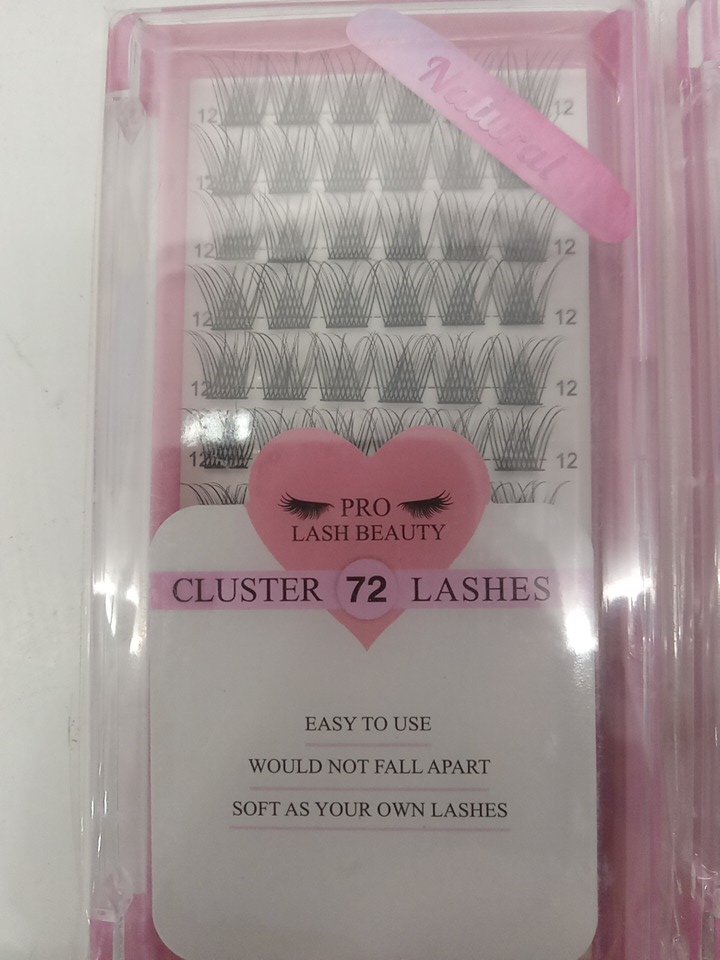 Natural
12 12
12
12 12
12 12
12 12
12 12
PRO
LASH BEAUTY
CLUSTER 72 LASHES
EASY TO USE
WOULD NOT FALL APART
SOFT AS YOUR OWN LASHES